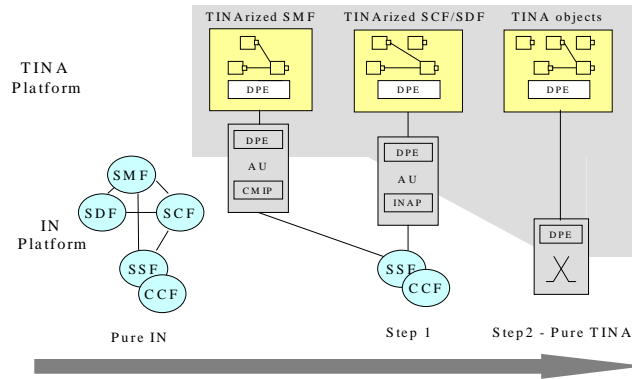 TINArized SMF
TINArized SCF/SDF
TINA objects
TINA
Platform
DPE
DPE
DPE
DPE
AU
CMIP
DPE
AU
INAP
DPE
SMF
SDF
SCF
IN
Platform
SSF
CCF
SSF
CCF
Pure IN
Step 1
Step2 - Pure TINA